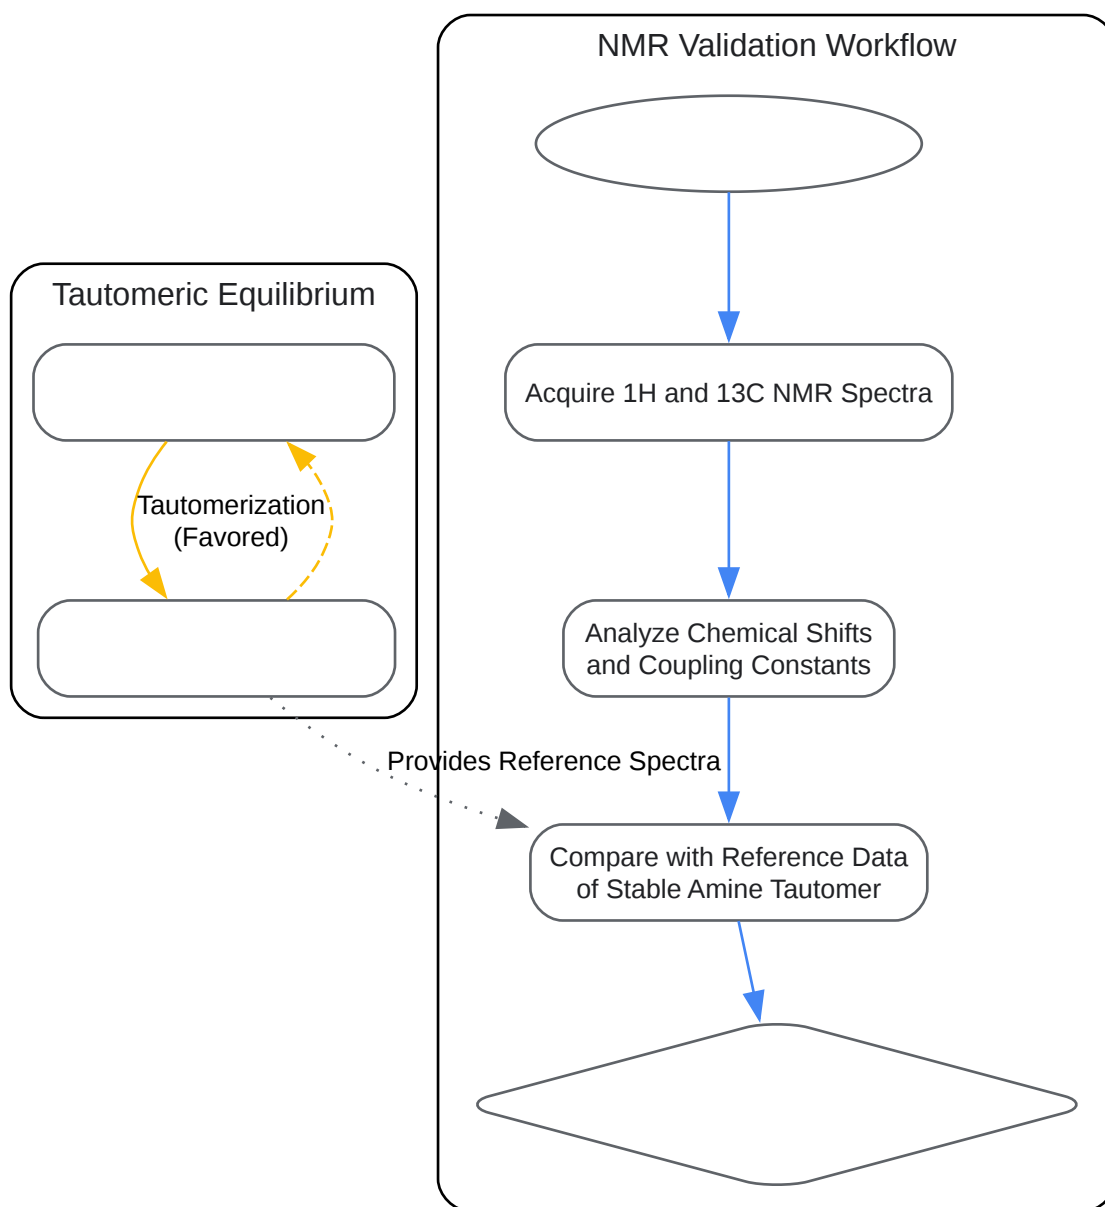 NMR Validation Workflow
Tautomeric Equilibrium
Acquire 1H and 13C NMR Spectra
Tautomerization
(Favored)
Analyze Chemical Shifts
and Coupling Constants
Provides Reference Spectra
Compare with Reference Data
of Stable Amine Tautomer